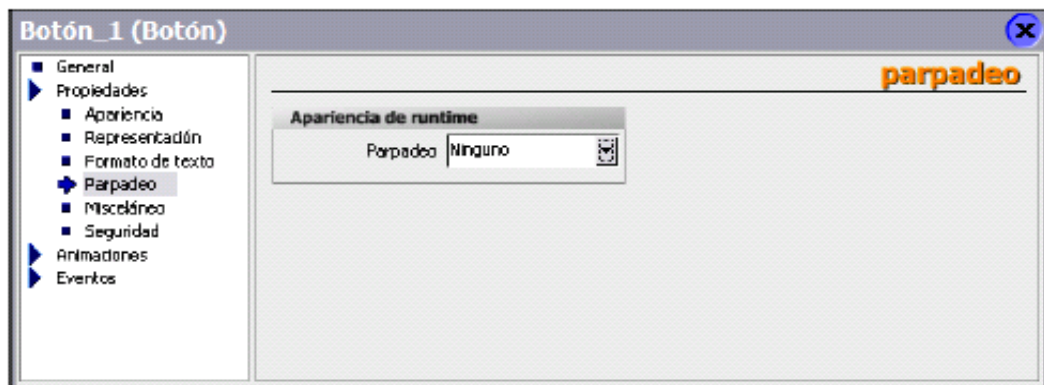 Botón_1 (Botón)
General
Propiedades
Apariencia
Representación
Formato de texto
Parpadeo
Misceláneo
Seguridad
Animaciones
Eventos
parpadeo
Apariencia de runtime
Parpadeo Ninguno